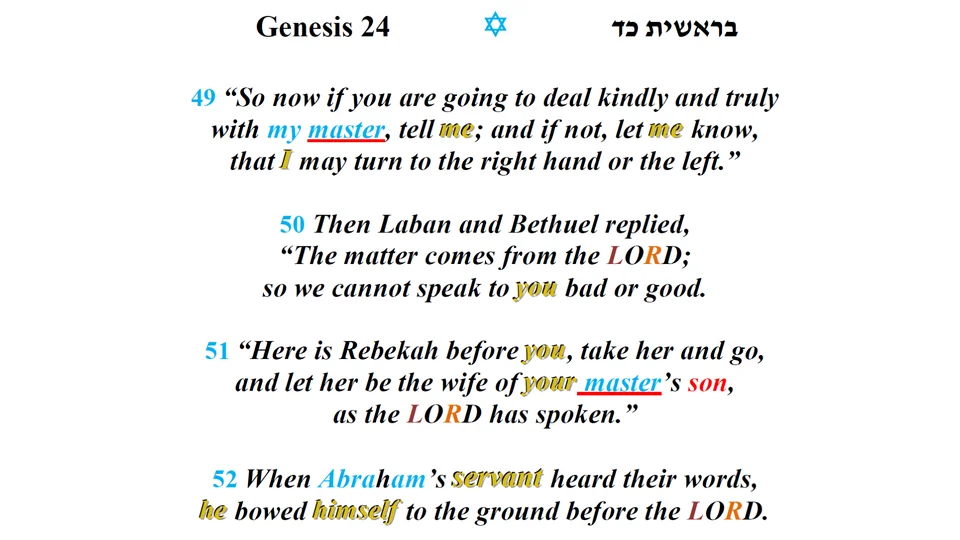 Genesis 24 ✡ בראשית כד
49 “So now if you are going to deal kindly and truly
with my master, tell me; and if not, let me know,
that I may turn to the right hand or the left.”
50 Then Laban and Bethuel replied,
“The matter comes from the LORD;
so we cannot speak to you bad or good.
51 “Here is Rebekah before you, take her and go,
and let her be the wife of your master’s son,
as the LORD has spoken.”
52 When Abraham’s servant heard their words,
he bowed himself to the ground before the LORD.